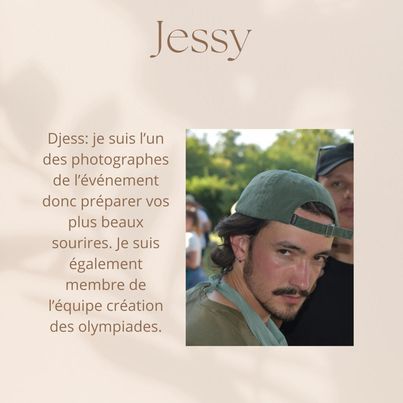 Jessy
Djess: je suis l’un
des photographes
de l’événement
donc préparer vos
plus beaux
sourires. Je suis
également
membre de
l’équipe création
des olympiades.